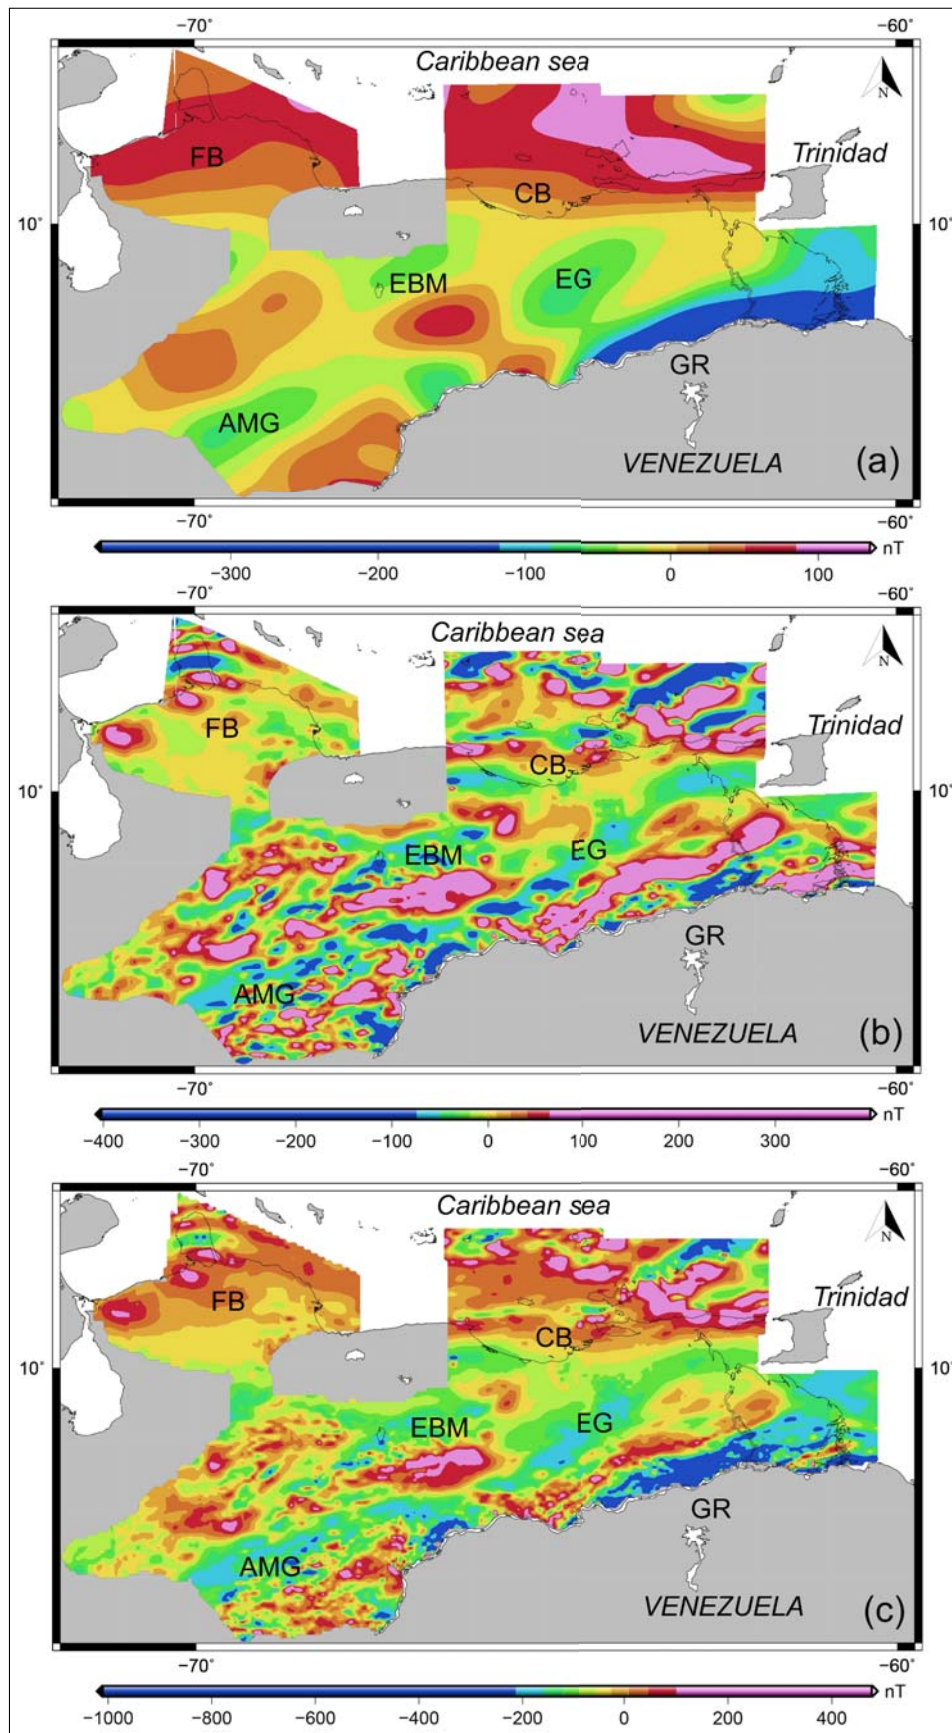 −70° −60°
Caribbean sea
N
Trinidad
FB
CB
10° 10°
EBM EG
GR
AMG
VENEZUELA (a)
−70° −60°
nT
−300 −200 −100 0 100
Caribbean sea
N
Trinidad
FB
CB
10° 10°
EBM EG
GR
AMG
VENEZUELA (b)
−70° −60°
nT
−400 −300 −200 −100 0 100 200 300
−70° −60°
Caribbean sea
N
Trinidad
FB
CB
10° 10°
EBM EG
GR
AMG
VENEZUELA (c)
−70° −60°
nT
−1000 −800 −600 −400 −200 0 200 400